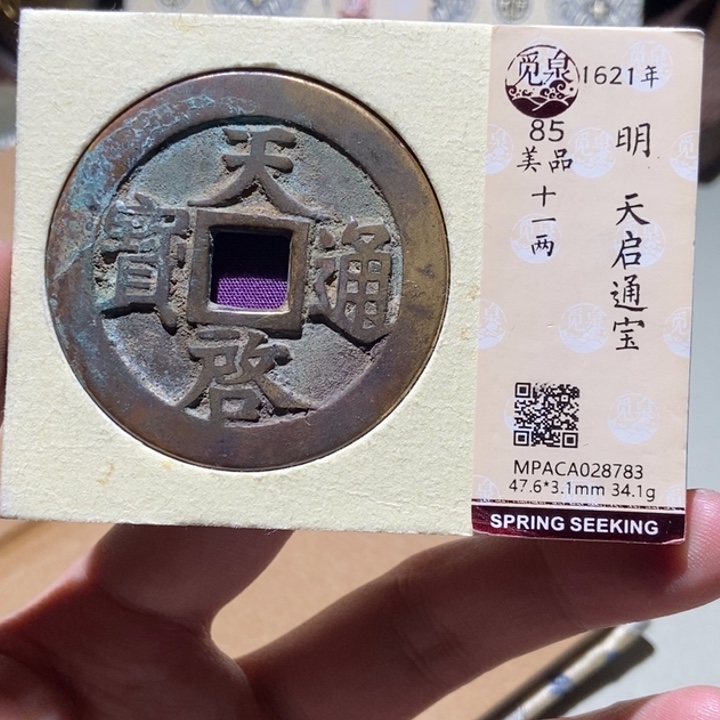 天啓通寶
觅泉
1621年
明 天启通宝
85
美品
十一两
MPACA028783
47.6*3.1mm 34.1g
SPRING SEEKING